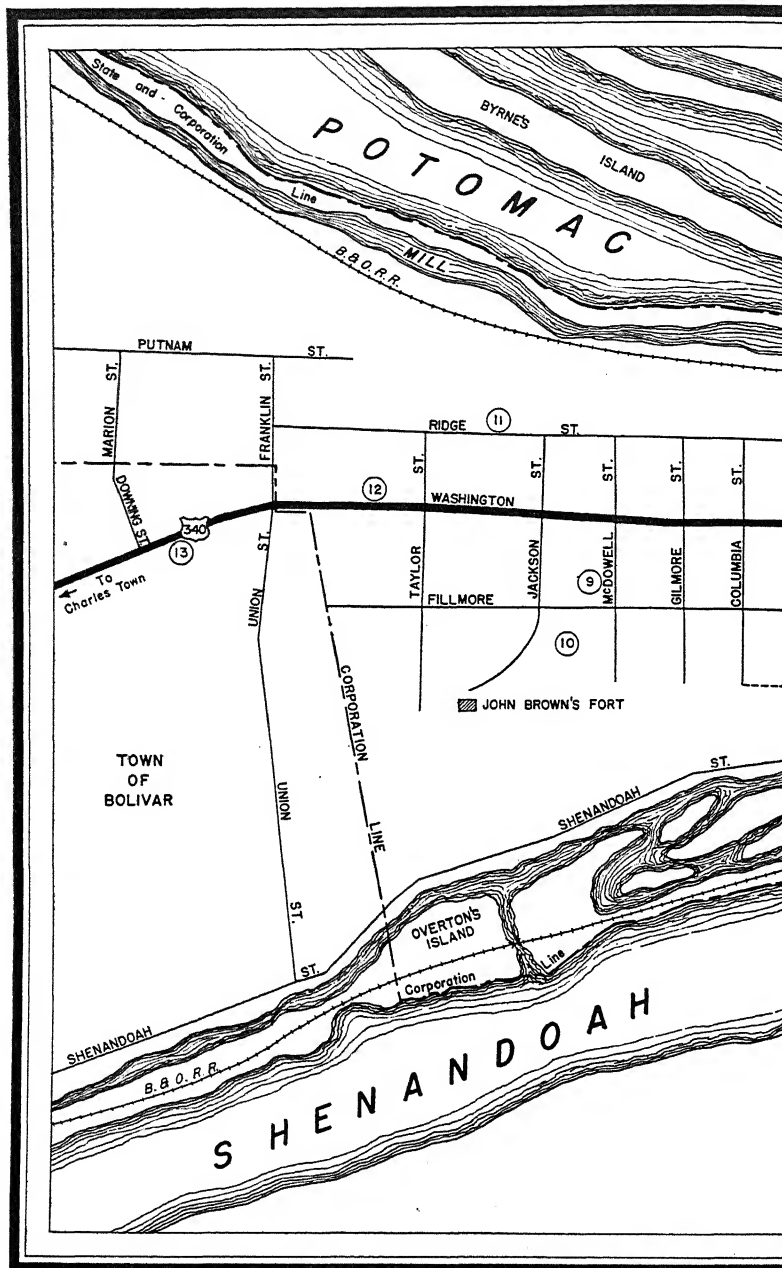 State and - Corporation Line
BYRNE'S
ISLAND
POTOMAC
MILL
B. & O. R. R.
PUTNAM ST.
MARION ST.
FRANKLIN ST.
RIDGE ST.
11
DOWNING ST.
12
WASHINGTON
340
13
To
Charles Town
UNION ST.
TAYLOR ST.
JACKSON ST.
McDOWELL ST.
GILMORE ST.
COLUMBIA ST.
9
FILLMORE
10
JOHN BROWN'S FORT
CORPORATION LINE
TOWN
OF
BOLIVAR
UNION ST.
SHENANDOAH ST.
OVERTON'S
ISLAND
Corporation Line
SHENANDOAH ST.
B. & O. R. R.
SHENANDOAH